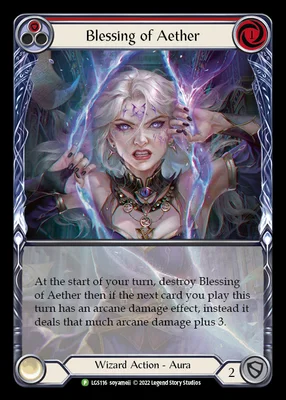 Blessing of Aether
At the start of your turn, destroy Blessing
of Aether then if the next card you play this
turn has an arcane damage effect, instead it
deals that much arcane damage plus 3.
Wizard Action - Aura
2
P LGS116 soyameii © 2022 Legend Story Studios